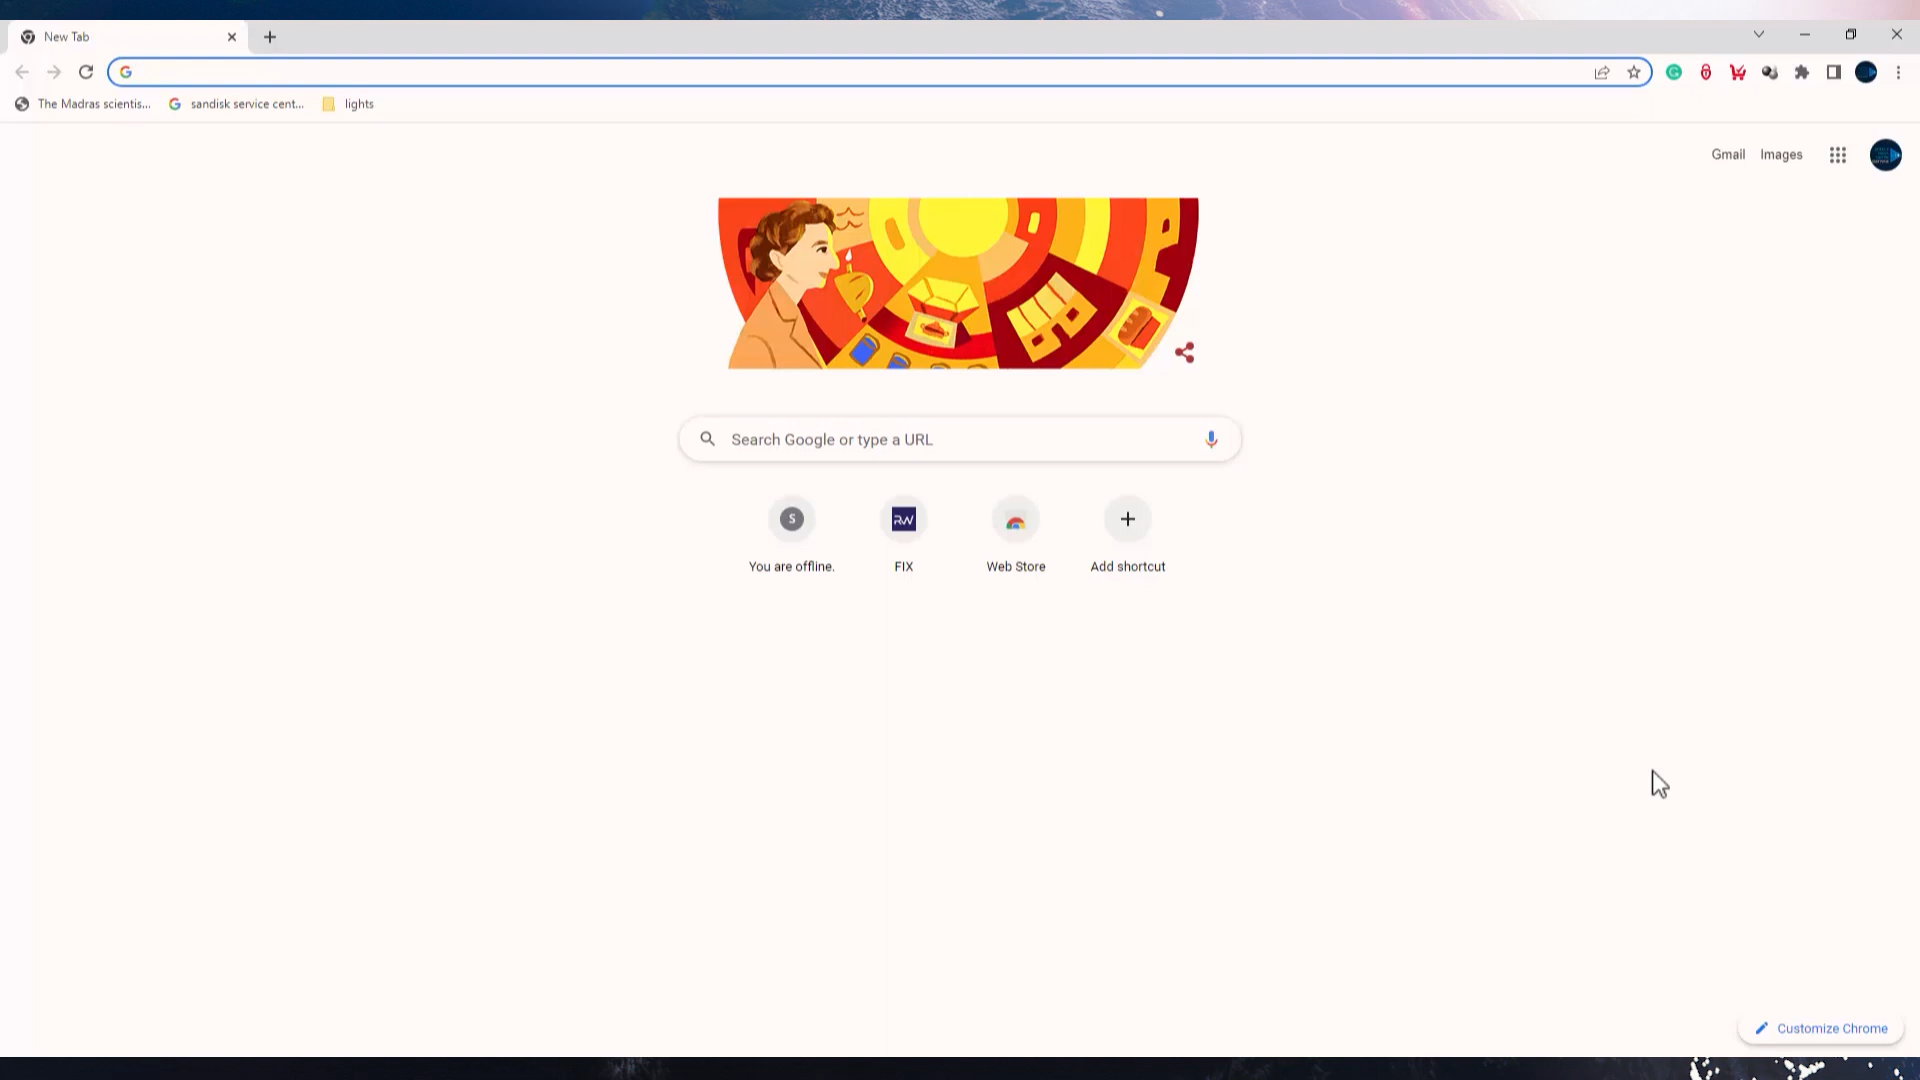 New Tab
The Madras scientis... sandisk service cent... lights
Gmail Images
Search Google or type a URL
S RW
You are offline. FIX Web Store Add shortcut
Customize Chrome